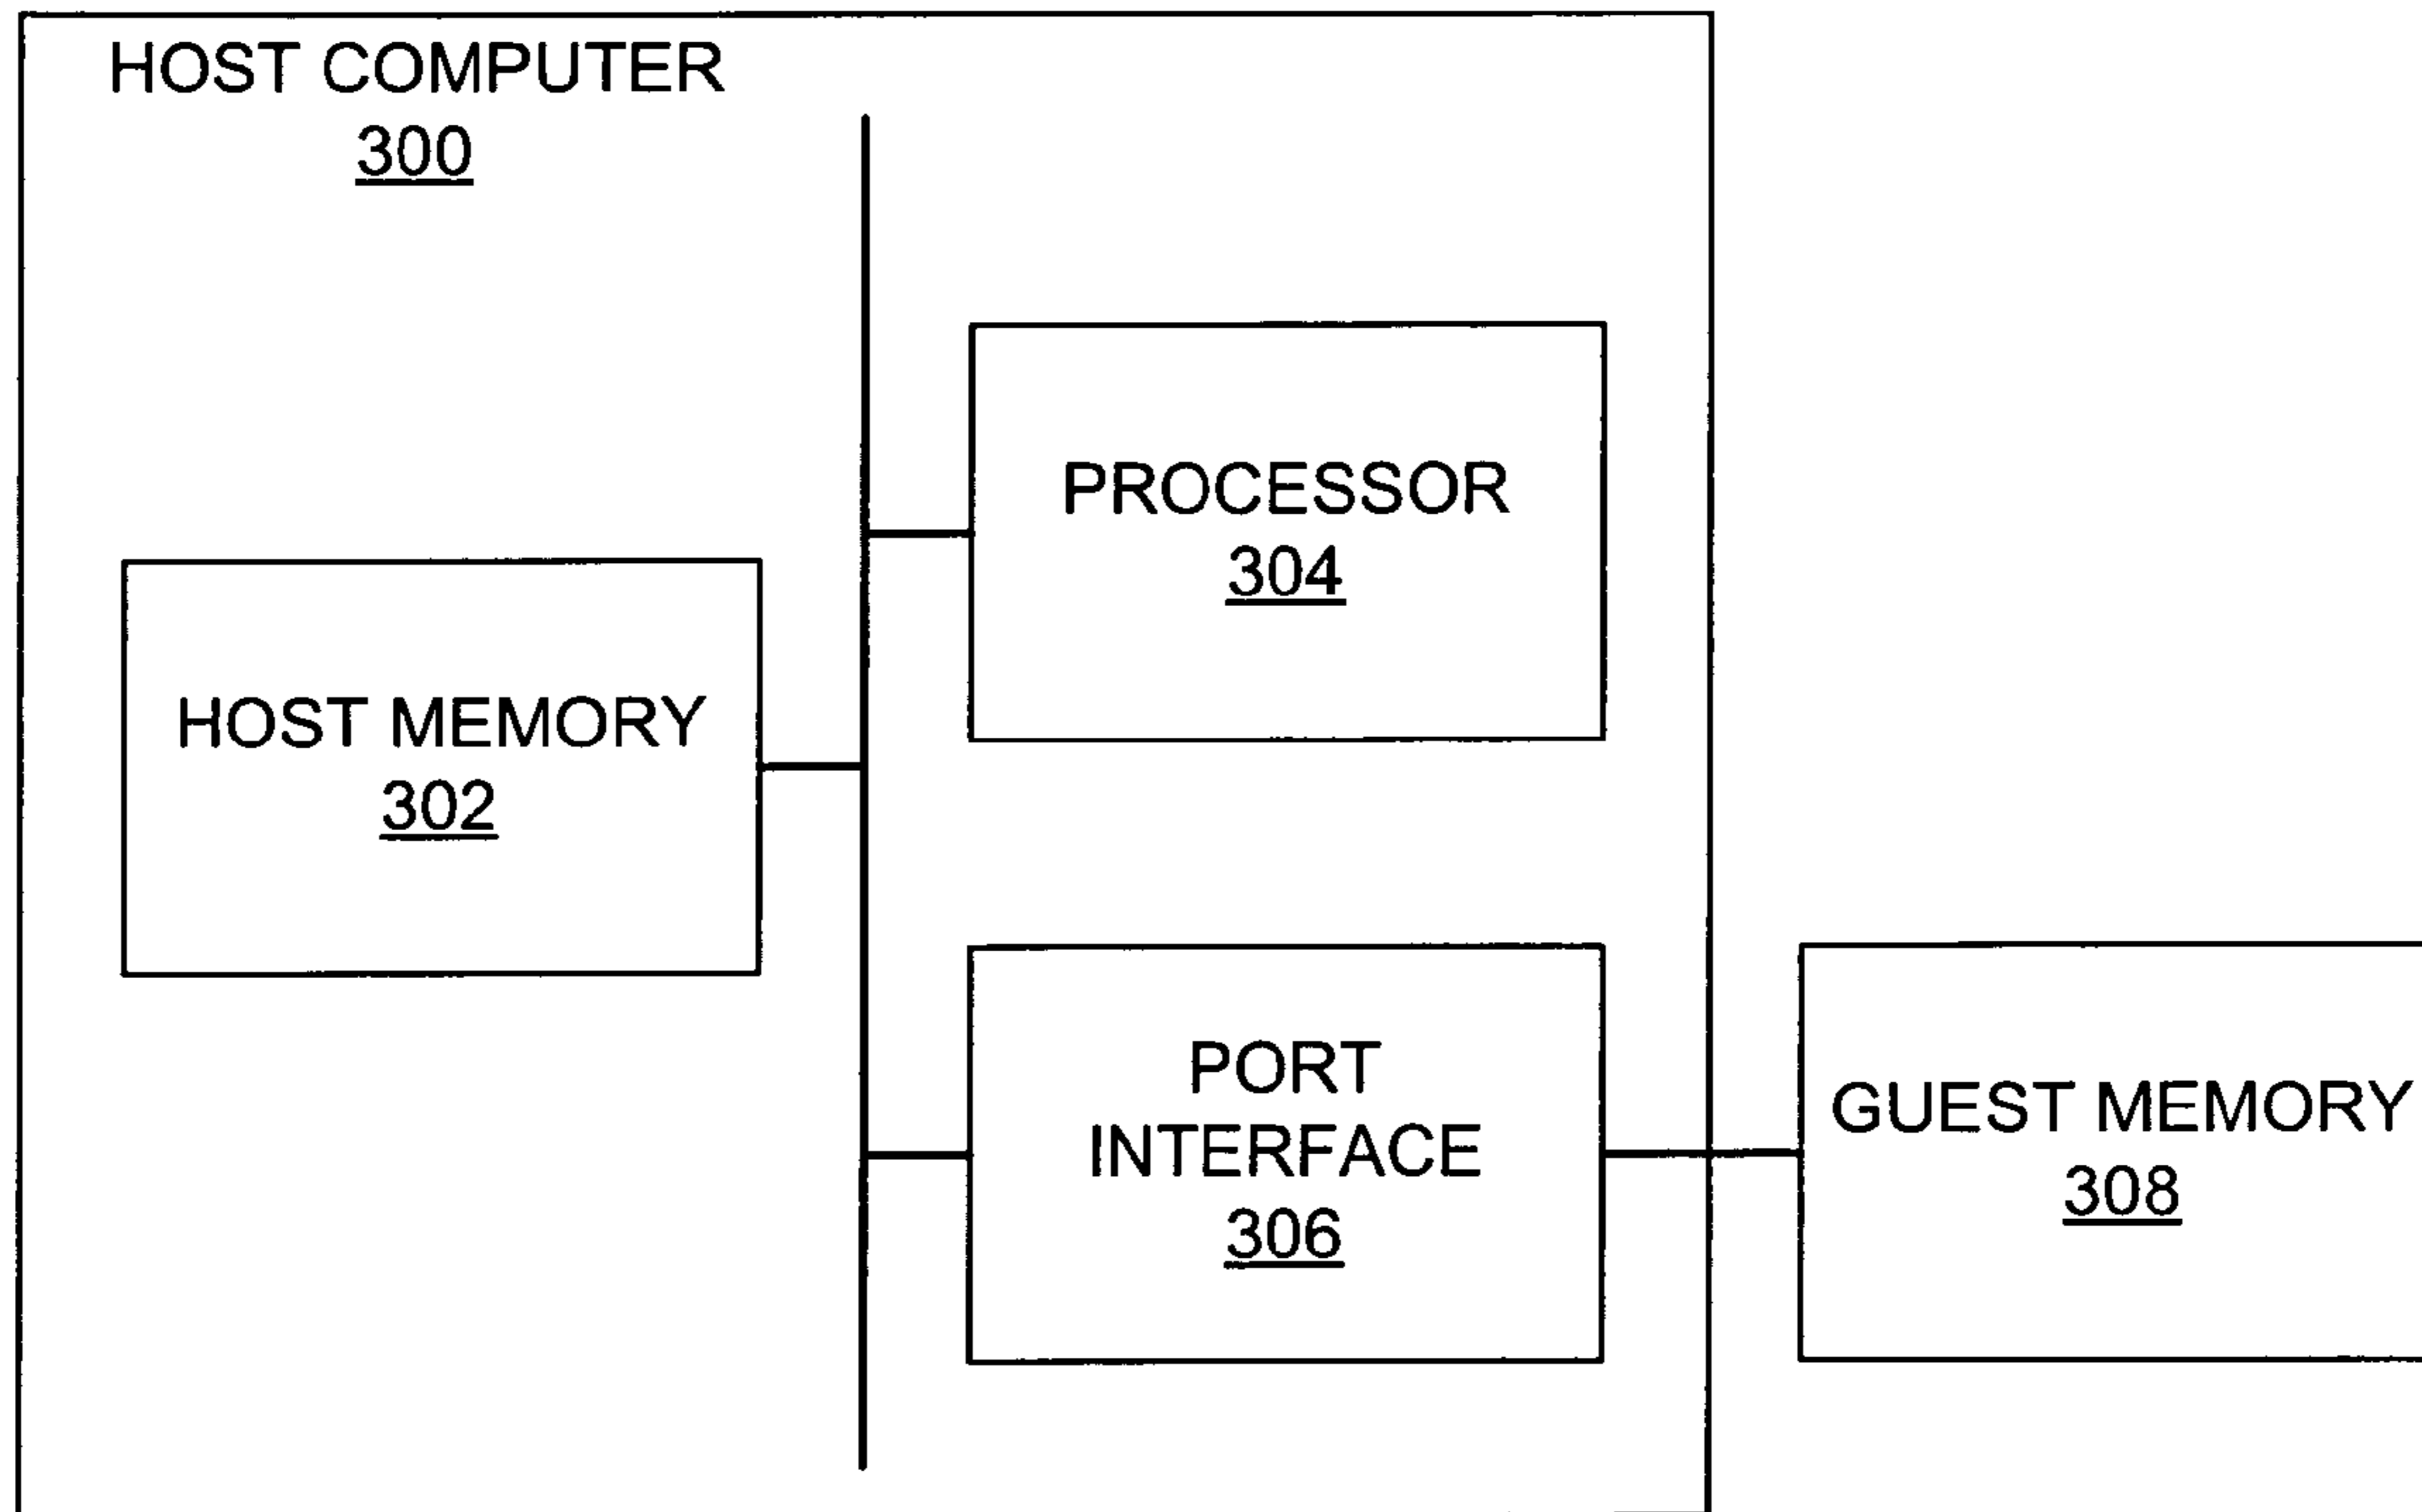 HOST COMPUTER
300
PROCESSOR
304
HOST MEMORY
302
PORT
INTERFACE
306
GUEST MEMORY
308